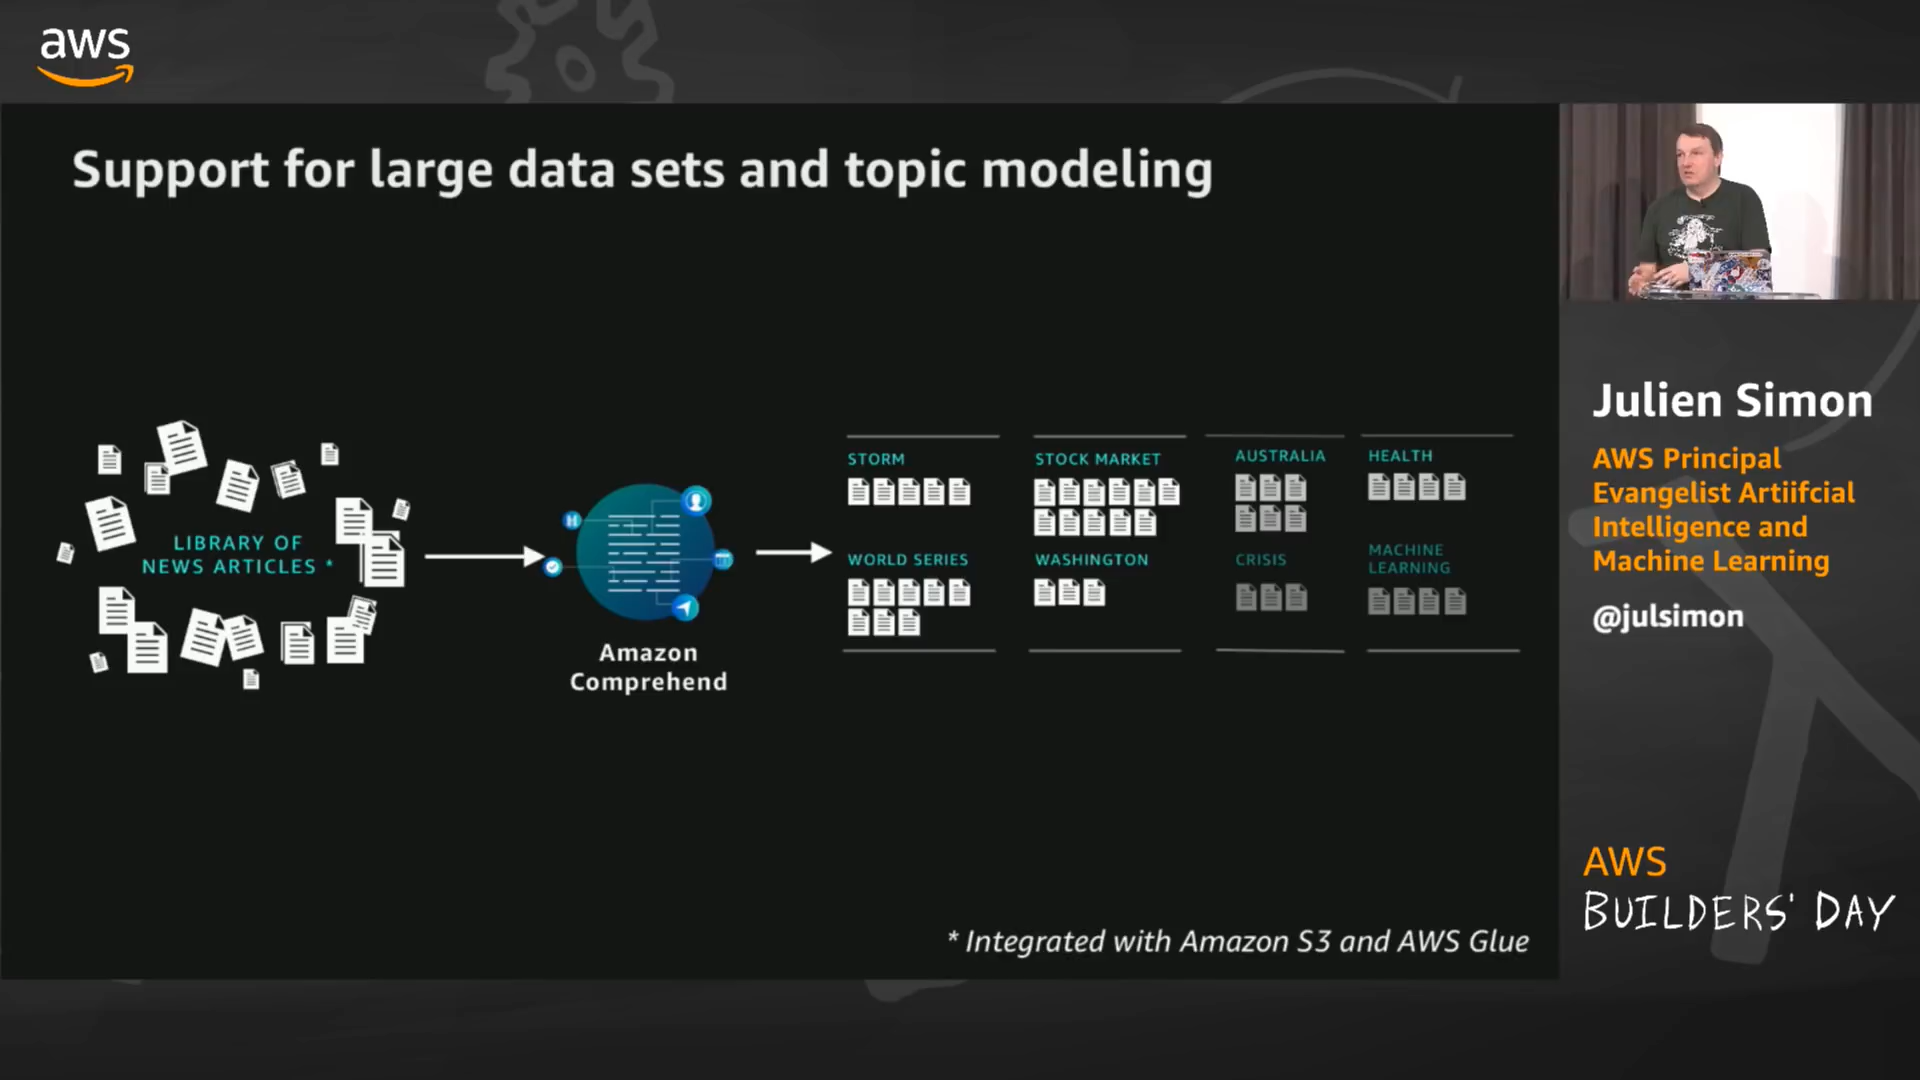 aws
Support for large data sets and topic modeling
LIBRARY OF
NEWS ARTICLES *
Amazon
Comprehend
STORM
STOCK MARKET
AUSTRALIA
HEALTH
WORLD SERIES
WASHINGTON
CRISIS
MACHINE
LEARNING
* Integrated with Amazon S3 and AWS Glue
Julien Simon
AWS Principal
Evangelist Artiifcial
Intelligence and
Machine Learning
@julsimon
AWS
BUILDERS' DAY